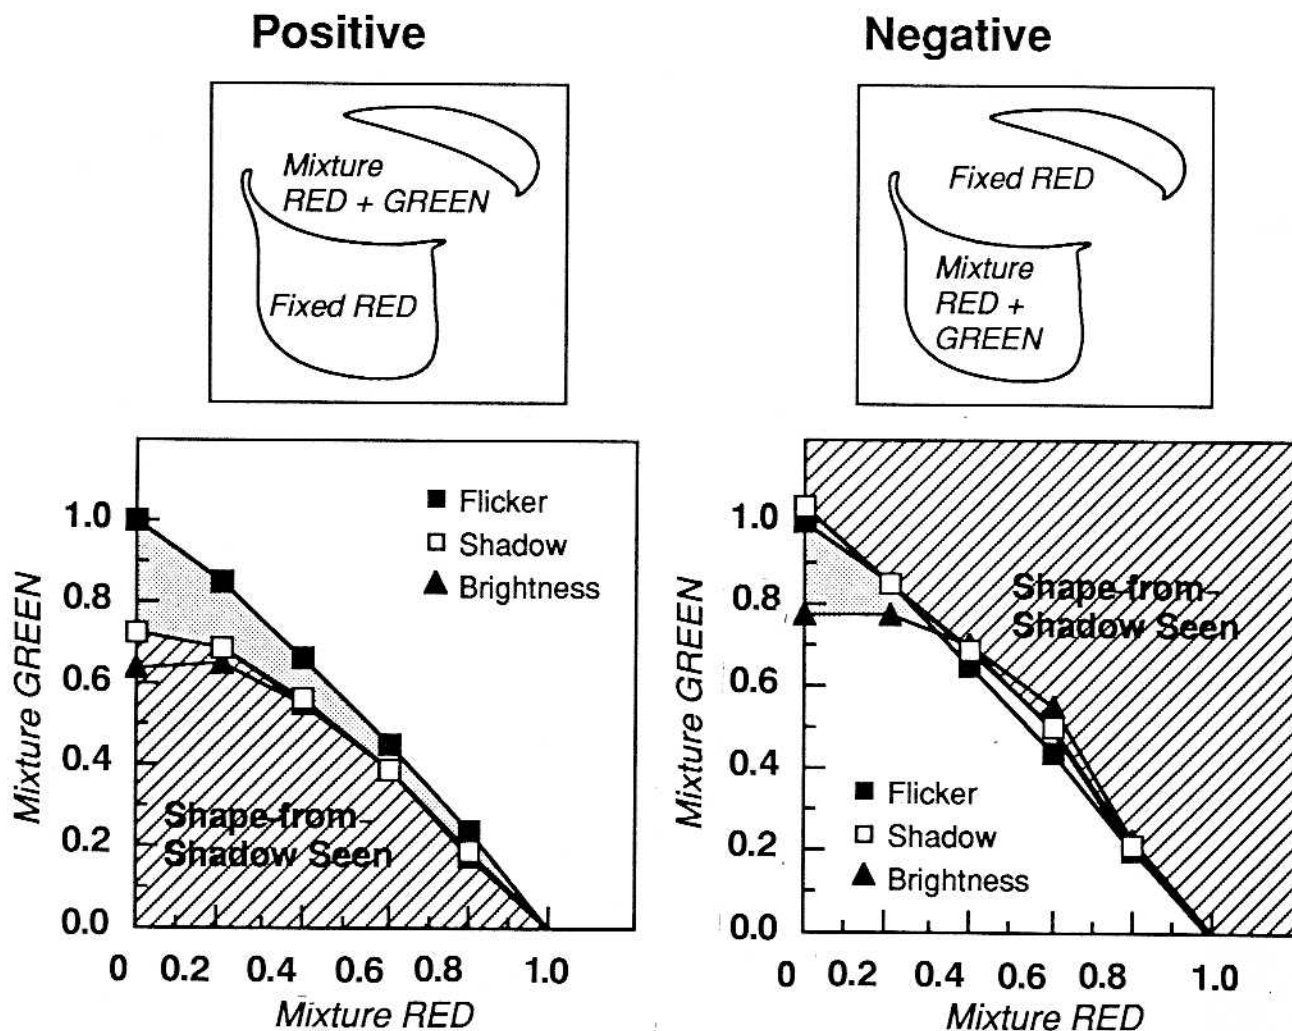 Positive
Mixture
RED + GREEN
Fixed RED
Negative
Fixed RED
Mixture
RED +
GREEN
Mixture GREEN
1.0
0.8
0.6
0.4
0.2
0.0
Flicker
Shadow
Brightness
Shape-from-
Shadow Seen
0 0.2 0.4 0.6 0.8 1.0
Mixture RED
Mixture GREEN
1.0
0.8
0.6
0.4
0.2
0.0
Shape-from-
Shadow Seen
Flicker
Shadow
Brightness
0 0.2 0.4 0.6 0.8 1.0
Mixture RED